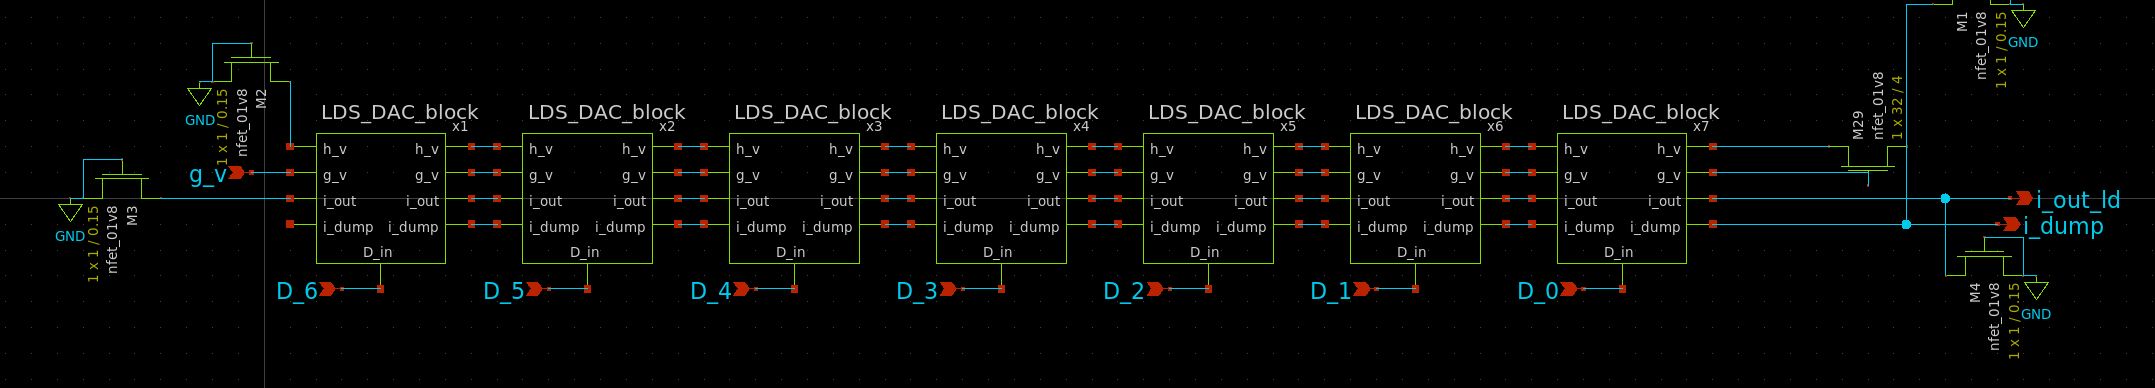 M1
nfet_01v8
1 x 1 / 0.15
GND
M2
nfet_01v8
1 x 1 / 0.15
GND
M29
nfet_01v8
1 x 32 / 4
LDS_DAC_block
LDS_DAC_block
LDS_DAC_block
LDS_DAC_block
LDS_DAC_block
LDS_DAC_block
LDS_DAC_block
x1
x2
x3
x4
x5
x6
x7
h_v h_v
h_v h_v
h_v h_v
h_v h_v
h_v h_v
h_v h_v
h_v h_v
g_v
g_v g_v
g_v g_v
g_v g_v
g_v g_v
g_v g_v
g_v g_v
g_v g_v
i_out i_out
i_out i_out
i_out i_out
i_out i_out
i_out i_out
i_out i_out
i_out i_out
i_out_ld
i_dump i_dump
i_dump i_dump
i_dump i_dump
i_dump i_dump
i_dump i_dump
i_dump i_dump
i_dump i_dump
i_dump
M3
nfet_01v8
1 x 1 / 0.15
GND
D_in
D_in
D_in
D_in
D_in
D_in
D_in
D_6
D_5
D_4
D_3
D_2
D_1
D_0
M4
nfet_01v8
1 x 1 / 0.15
GND